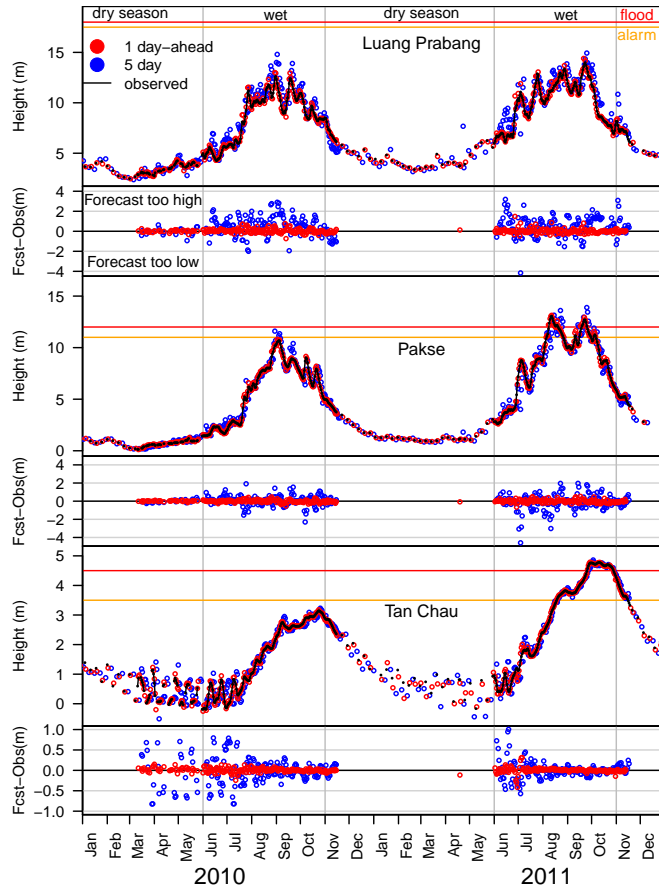 dry season wet dry season wet flood
alarm
Luang Prabang
1 day−ahead
5 day
observed
Height (m)
15
10
5
Fcst−Obs(m)
4
2
0
−2
−4
Forecast too high
Forecast too low
Height (m)
15
10
5
0
Pakse
Fcst−Obs(m)
4
2
0
−2
−4
Height (m)
5
4
3
2
1
0
Tan Chau
Fcst−Obs(m)
1.0
0.5
0.0
−0.5
−1.0
Jan Feb Mar Apr May Jun Jul Aug Sep Oct Nov Dec Jan Feb Mar Apr May Jun Jul Aug Sep Oct Nov Dec
2010 2011